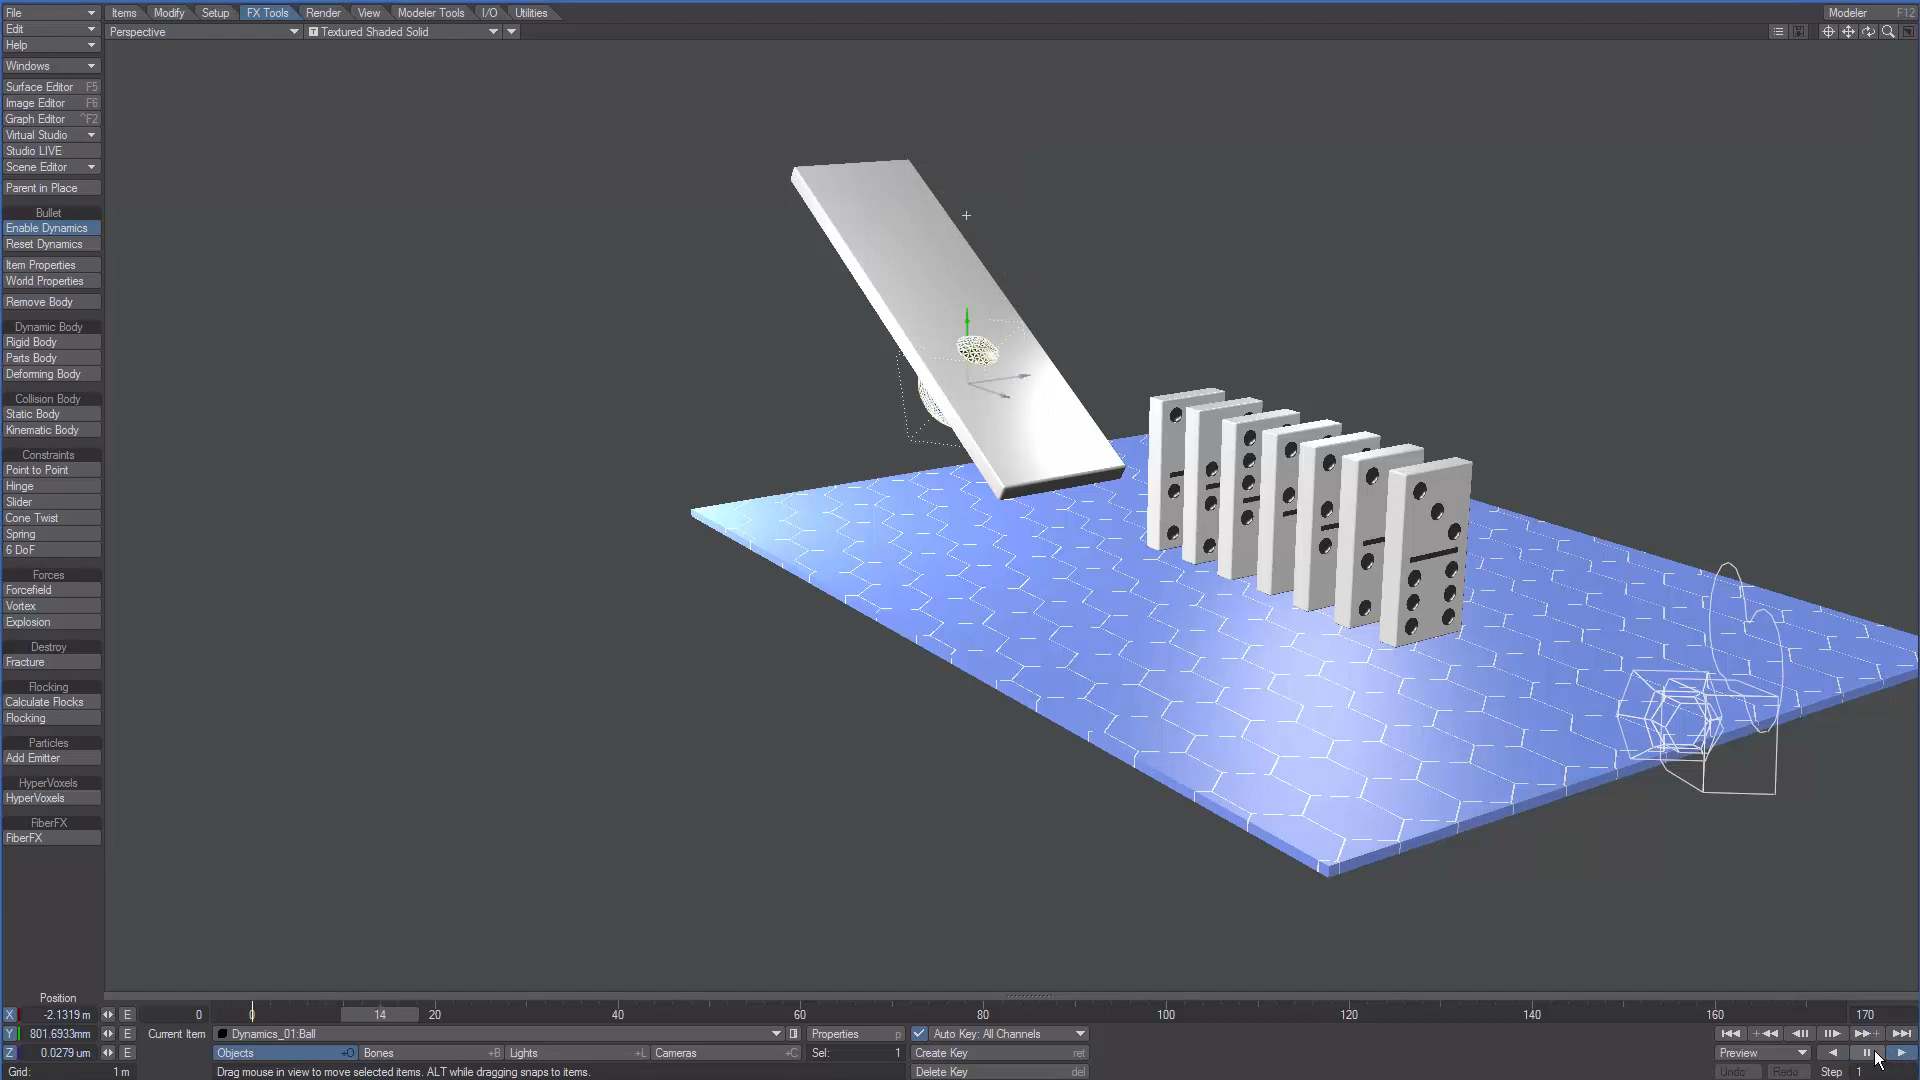 File
Items Modify Setup FX Tools Render View Modeler Tools I/O Utilities
Modeler F12
Edit
Perspective
T Textured Shaded Solid
Help
Windows
Surface Editor F5
Image Editor F6
Graph Editor ^F2
Virtual Studio
Studio LIVE
Scene Editor
Parent in Place
Bullet
Enable Dynamics
Reset Dynamics
Item Properties
World Properties
Remove Body
Dynamic Body
Rigid Body
Parts Body
Deforming Body
Collision Body
Static Body
Kinematic Body
Constraints
Point to Point
Hinge
Slider
Cone Twist
Spring
6 DoF
Forces
Forcefield
Vortex
Explosion
Destroy
Fracture
Flocking
Calculate Flocks
Flocking
Particles
Add Emitter
HyperVoxels
HyperVoxels
FiberFX
FiberFX
Position
X -2.1319 m E
0 0 14 20 40 60 80 100 120 140 160 170
Y 801.6933mm E
Current Item Dynamics_01:Ball Properties p Auto Key: All Channels
Z 0.0279 um E
Objects +O Bones +B Lights +L Cameras +C Sel: 1 Create Key ret
Preview
Grid: 1 m
Drag mouse in view to move selected items. ALT while dragging snaps to items.
Delete Key del
Undo Redo Step 1